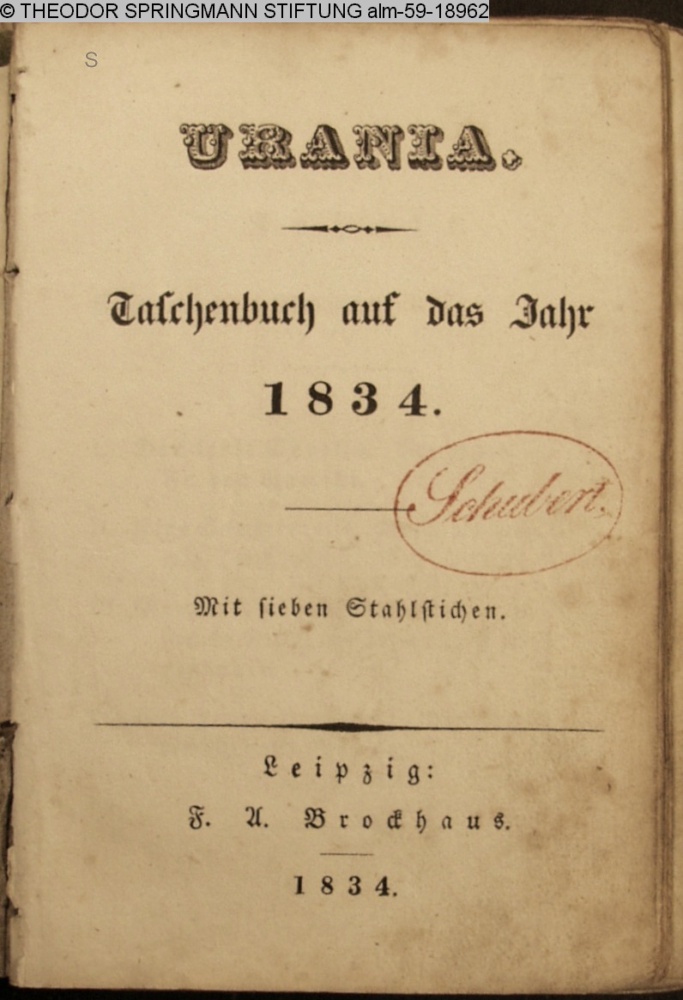 © THEODOR SPRINGMANN STIFTUNG alm-59-18962
S
URANIA.
Taſchenbuch auf das Jahr
1834.
Schubert.
Mit ſieben Stahlſtichen.
Leipzig:
F. A. Brockhaus.
1834.